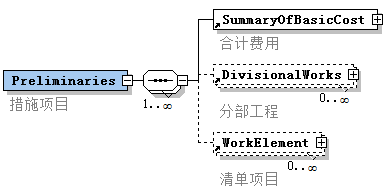 SummaryOfBasicCost
合计费用
Preliminaries
措施项目
1..∞
DivisionalWorks
0..∞
分部工程
WorkElement
0..∞
清单项目